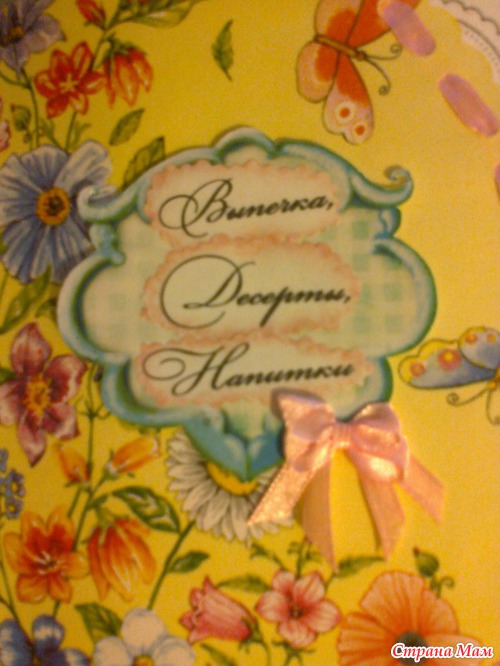 Выпечка,
Десерты,
Напитки
Страна Мам